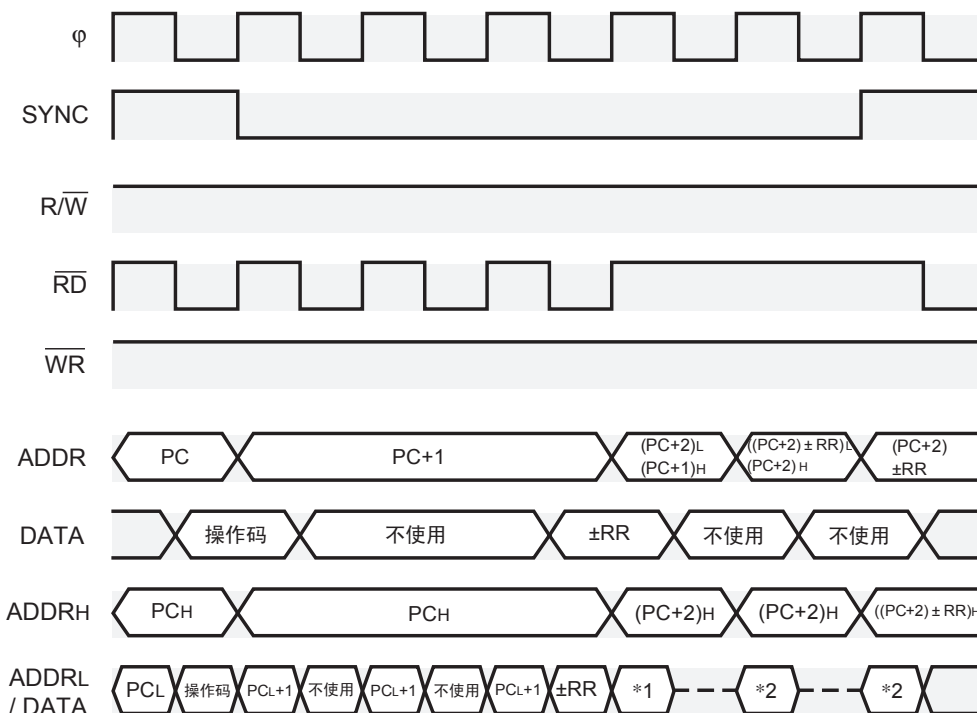 φ
SYNC
R/W̅
R̅D̅
W̅R̅
ADDR PC PC+1 (PC+2)L (PC+1)H ((PC+2)±RR)L (PC+2)H (PC+2) ±RR
DATA 操作码 不使用 ±RR 不使用 不使用
ADDRH PCH PCH (PC+2)H (PC+2)H ((PC+2)±RR)H
ADDRL / DATA PCL 操作码 PCL+1 不使用 PCL+1 不使用 PCL+1 ±RR *1 *2 *2